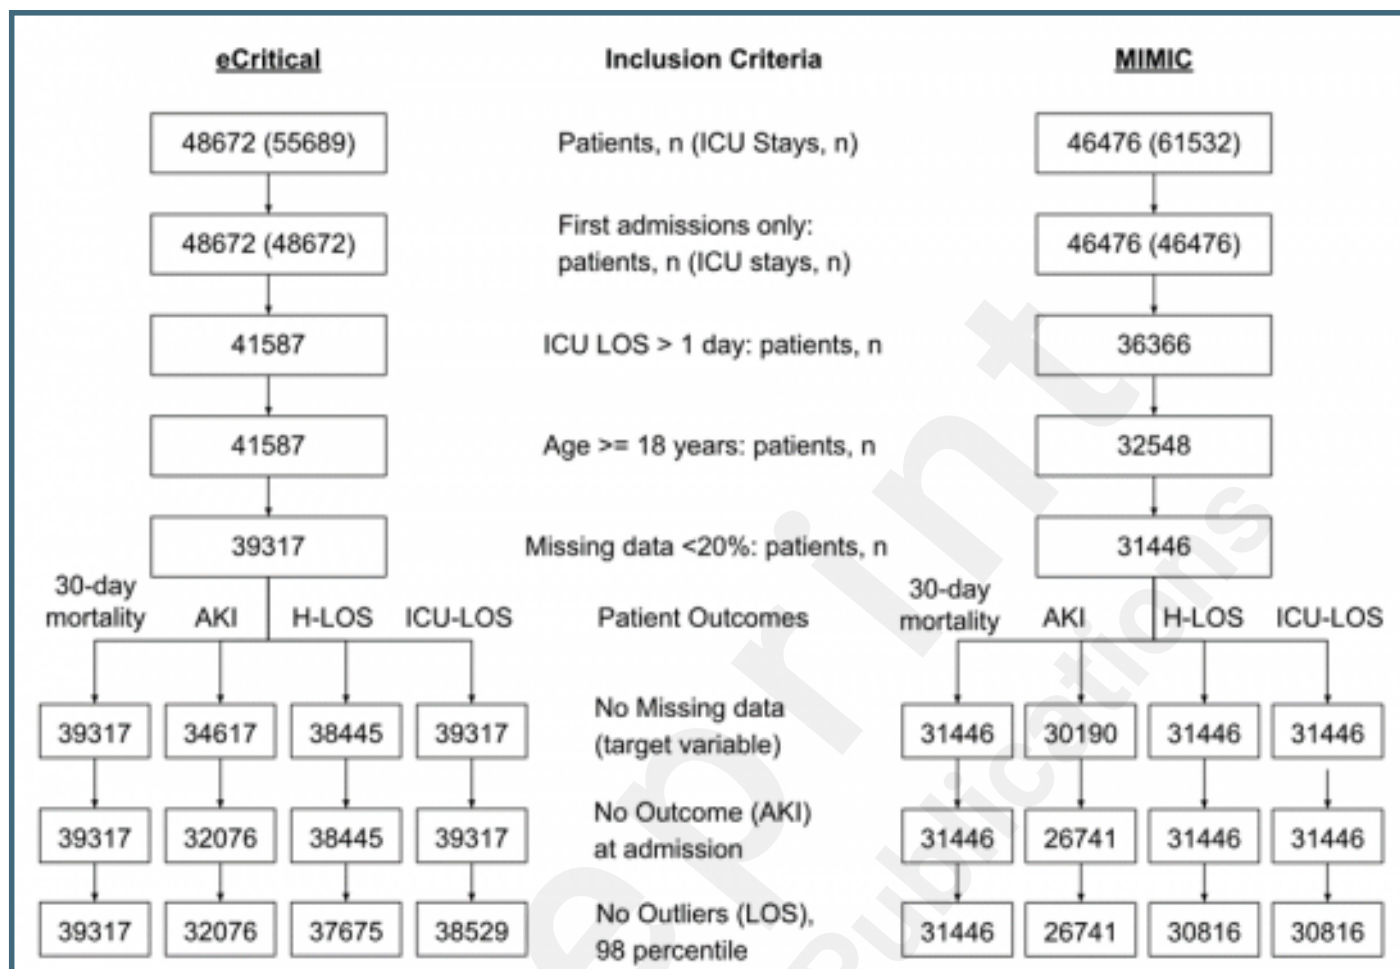 eCritical Inclusion Criteria MIMIC
48672 (55689) Patients, n (ICU Stays, n) 46476 (61532)
48672 (48672) First admissions only: 46476 (46476)
patients, n (ICU stays, n)
41587 ICU LOS > 1 day: patients, n 36366
41587 Age >= 18 years: patients, n 32548
39317 Missing data <20%: patients, n 31446
30-day 30-day
mortality AKI H-LOS ICU-LOS Patient Outcomes mortality AKI H-LOS ICU-LOS
No Missing data
39317 34617 38445 39317 (target variable) 31446 30190 31446 31446
No Outcome (AKI)
39317 32076 38445 39317 at admission 31446 26741 31446 31446
No Outliers (LOS),
39317 32076 37675 38529 98 percentile 31446 26741 30816 30816
eprint
Publications